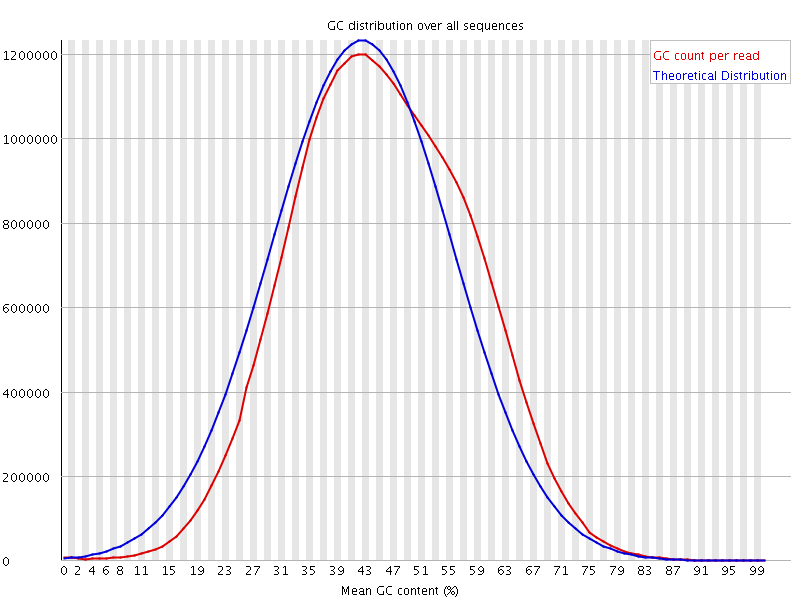 GC distribution over all sequences
GC count per read
Theoretical Distribution
1200000
1000000
800000
600000
400000
200000
0
0 2 4 6 8 11 15 19 23 27 31 35 39 43 47 51 55 59 63 67 71 75 79 83 87 91 95 99
Mean GC content (%)